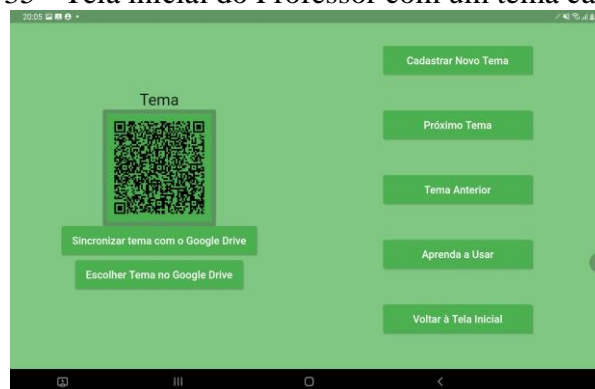 Tela Inicial do Professor com um tema
20:05
Tema
Sincronizar tema com o Google Drive
Escolher Tema no Google Drive
Cadastrar Novo Tema
Próximo Tema
Tema Anterior
Aprenda a Usar
Voltar à Tela Inicial